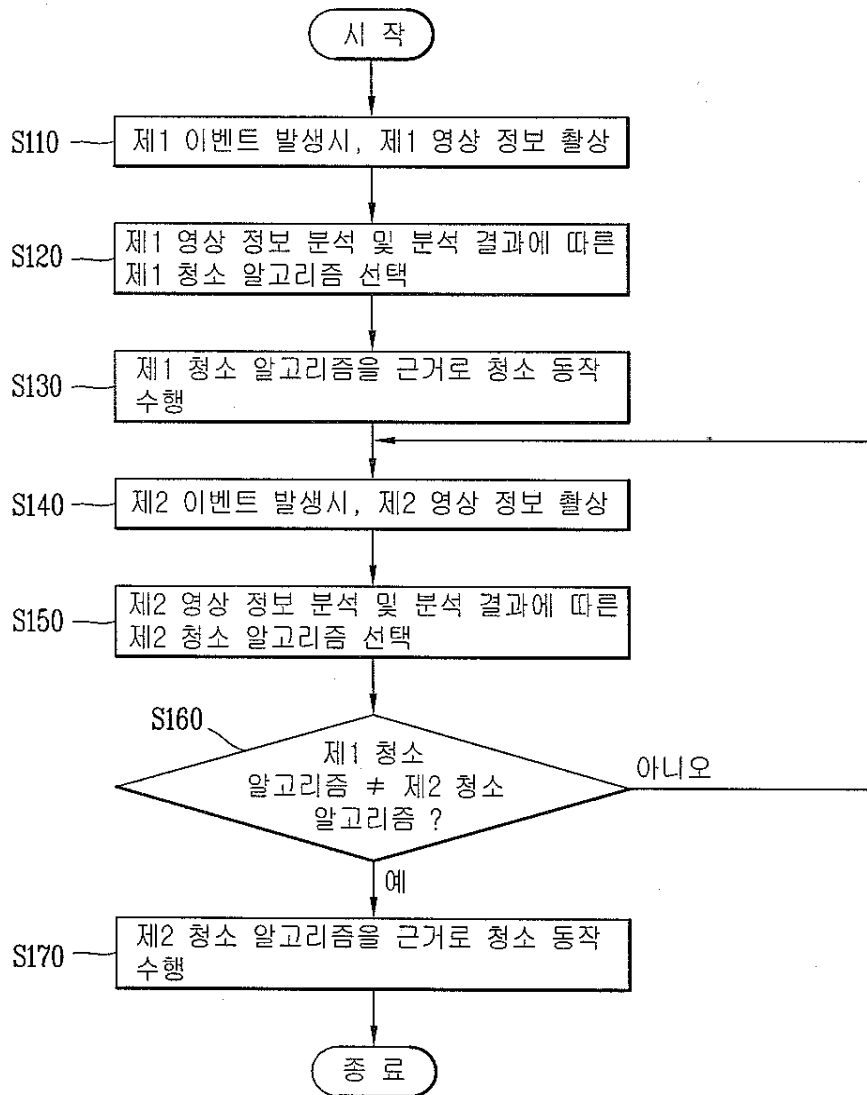 시 작
S110
제1 이벤트 발생시, 제1 영상 정보 촬상
S120
제1 영상 정보 분석 및 분석 결과에 따른
제1 청소 알고리즘 선택
S130
제1 청소 알고리즘을 근거로 청소 동작
수행
S140
제2 이벤트 발생시, 제2 영상 정보 촬상
S150
제2 영상 정보 분석 및 분석 결과에 따른
제2 청소 알고리즘 선택
S160
제1 청소
알고리즘 ≠ 제2 청소
알고리즘 ?
아니오
예
S170
제2 청소 알고리즘을 근거로 청소 동작
수행
종 료